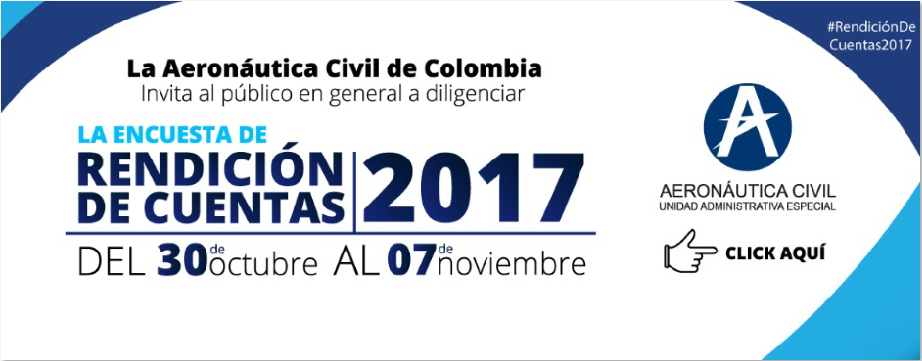 #RendiciónDe
Cuentas2017
La Aeronáutica Civil de Colombia
Invita al público en general a diligenciar
LA ENCUESTA DE
RENDICIÓN
DE CUENTAS
2017
DEL 30 de octubre AL 07 de noviembre
A
AERONÁUTICA CIVIL
UNIDAD ADMINISTRATIVA ESPECIAL
CLICK AQUÍ